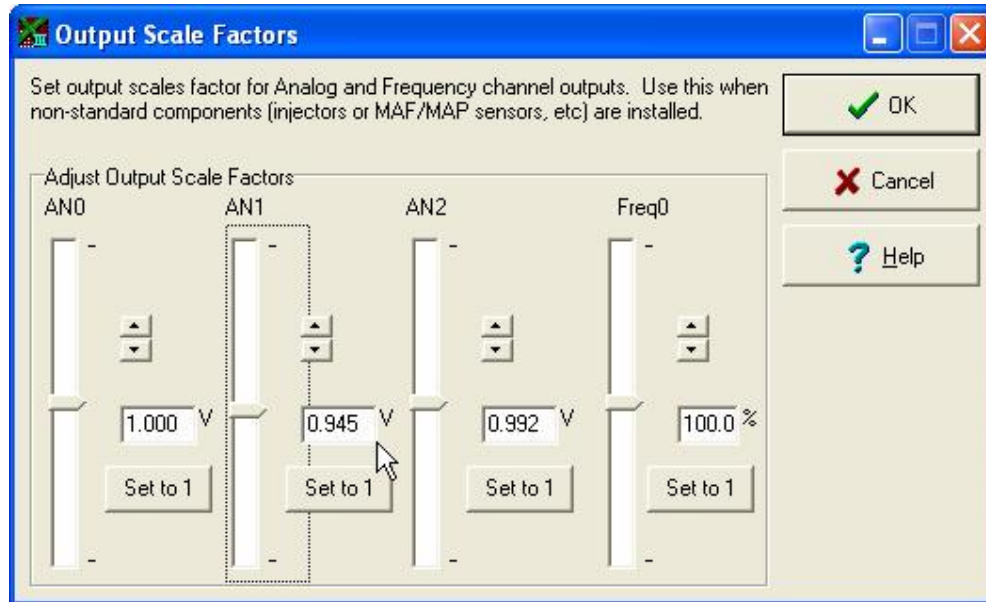 Output Scale Factors
Set output scales factor for Analog and Frequency channel outputs. Use this when
non-standard components (injectors or MAF/MAP sensors, etc) are installed.
OK
Cancel
Help
Adjust Output Scale Factors
AN0 AN1 AN2 Freq0
1.000 V 0.945 V 0.992 V 100.0 %
Set to 1 Set to 1 Set to 1 Set to 1